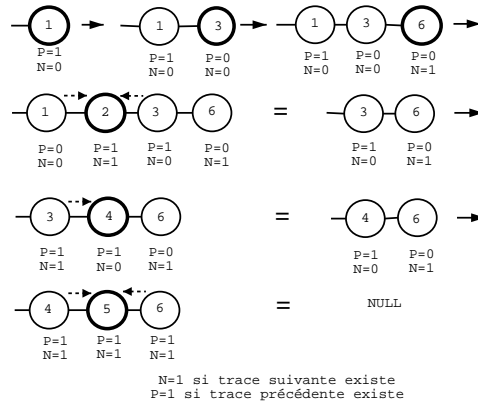 1 1 3 1 3 6
P=1 P=1 P=0 P=1 P=0 P=0
N=0 N=0 N=0 N=0 N=0 N=1
1 2 3 6 = 3 6
P=0 P=1 P=1 P=0 P=1 P=0
N=0 N=1 N=0 N=1 N=0 N=1
3 4 6 = 4 6
P=1 P=1 P=0 P=1 P=0
N=1 N=0 N=1 N=0 N=1
4 5 6 = NULL
P=1 P=1 P=1
N=1 N=1 N=1
N=1 si trace suivante existe
P=1 si trace précédente existe